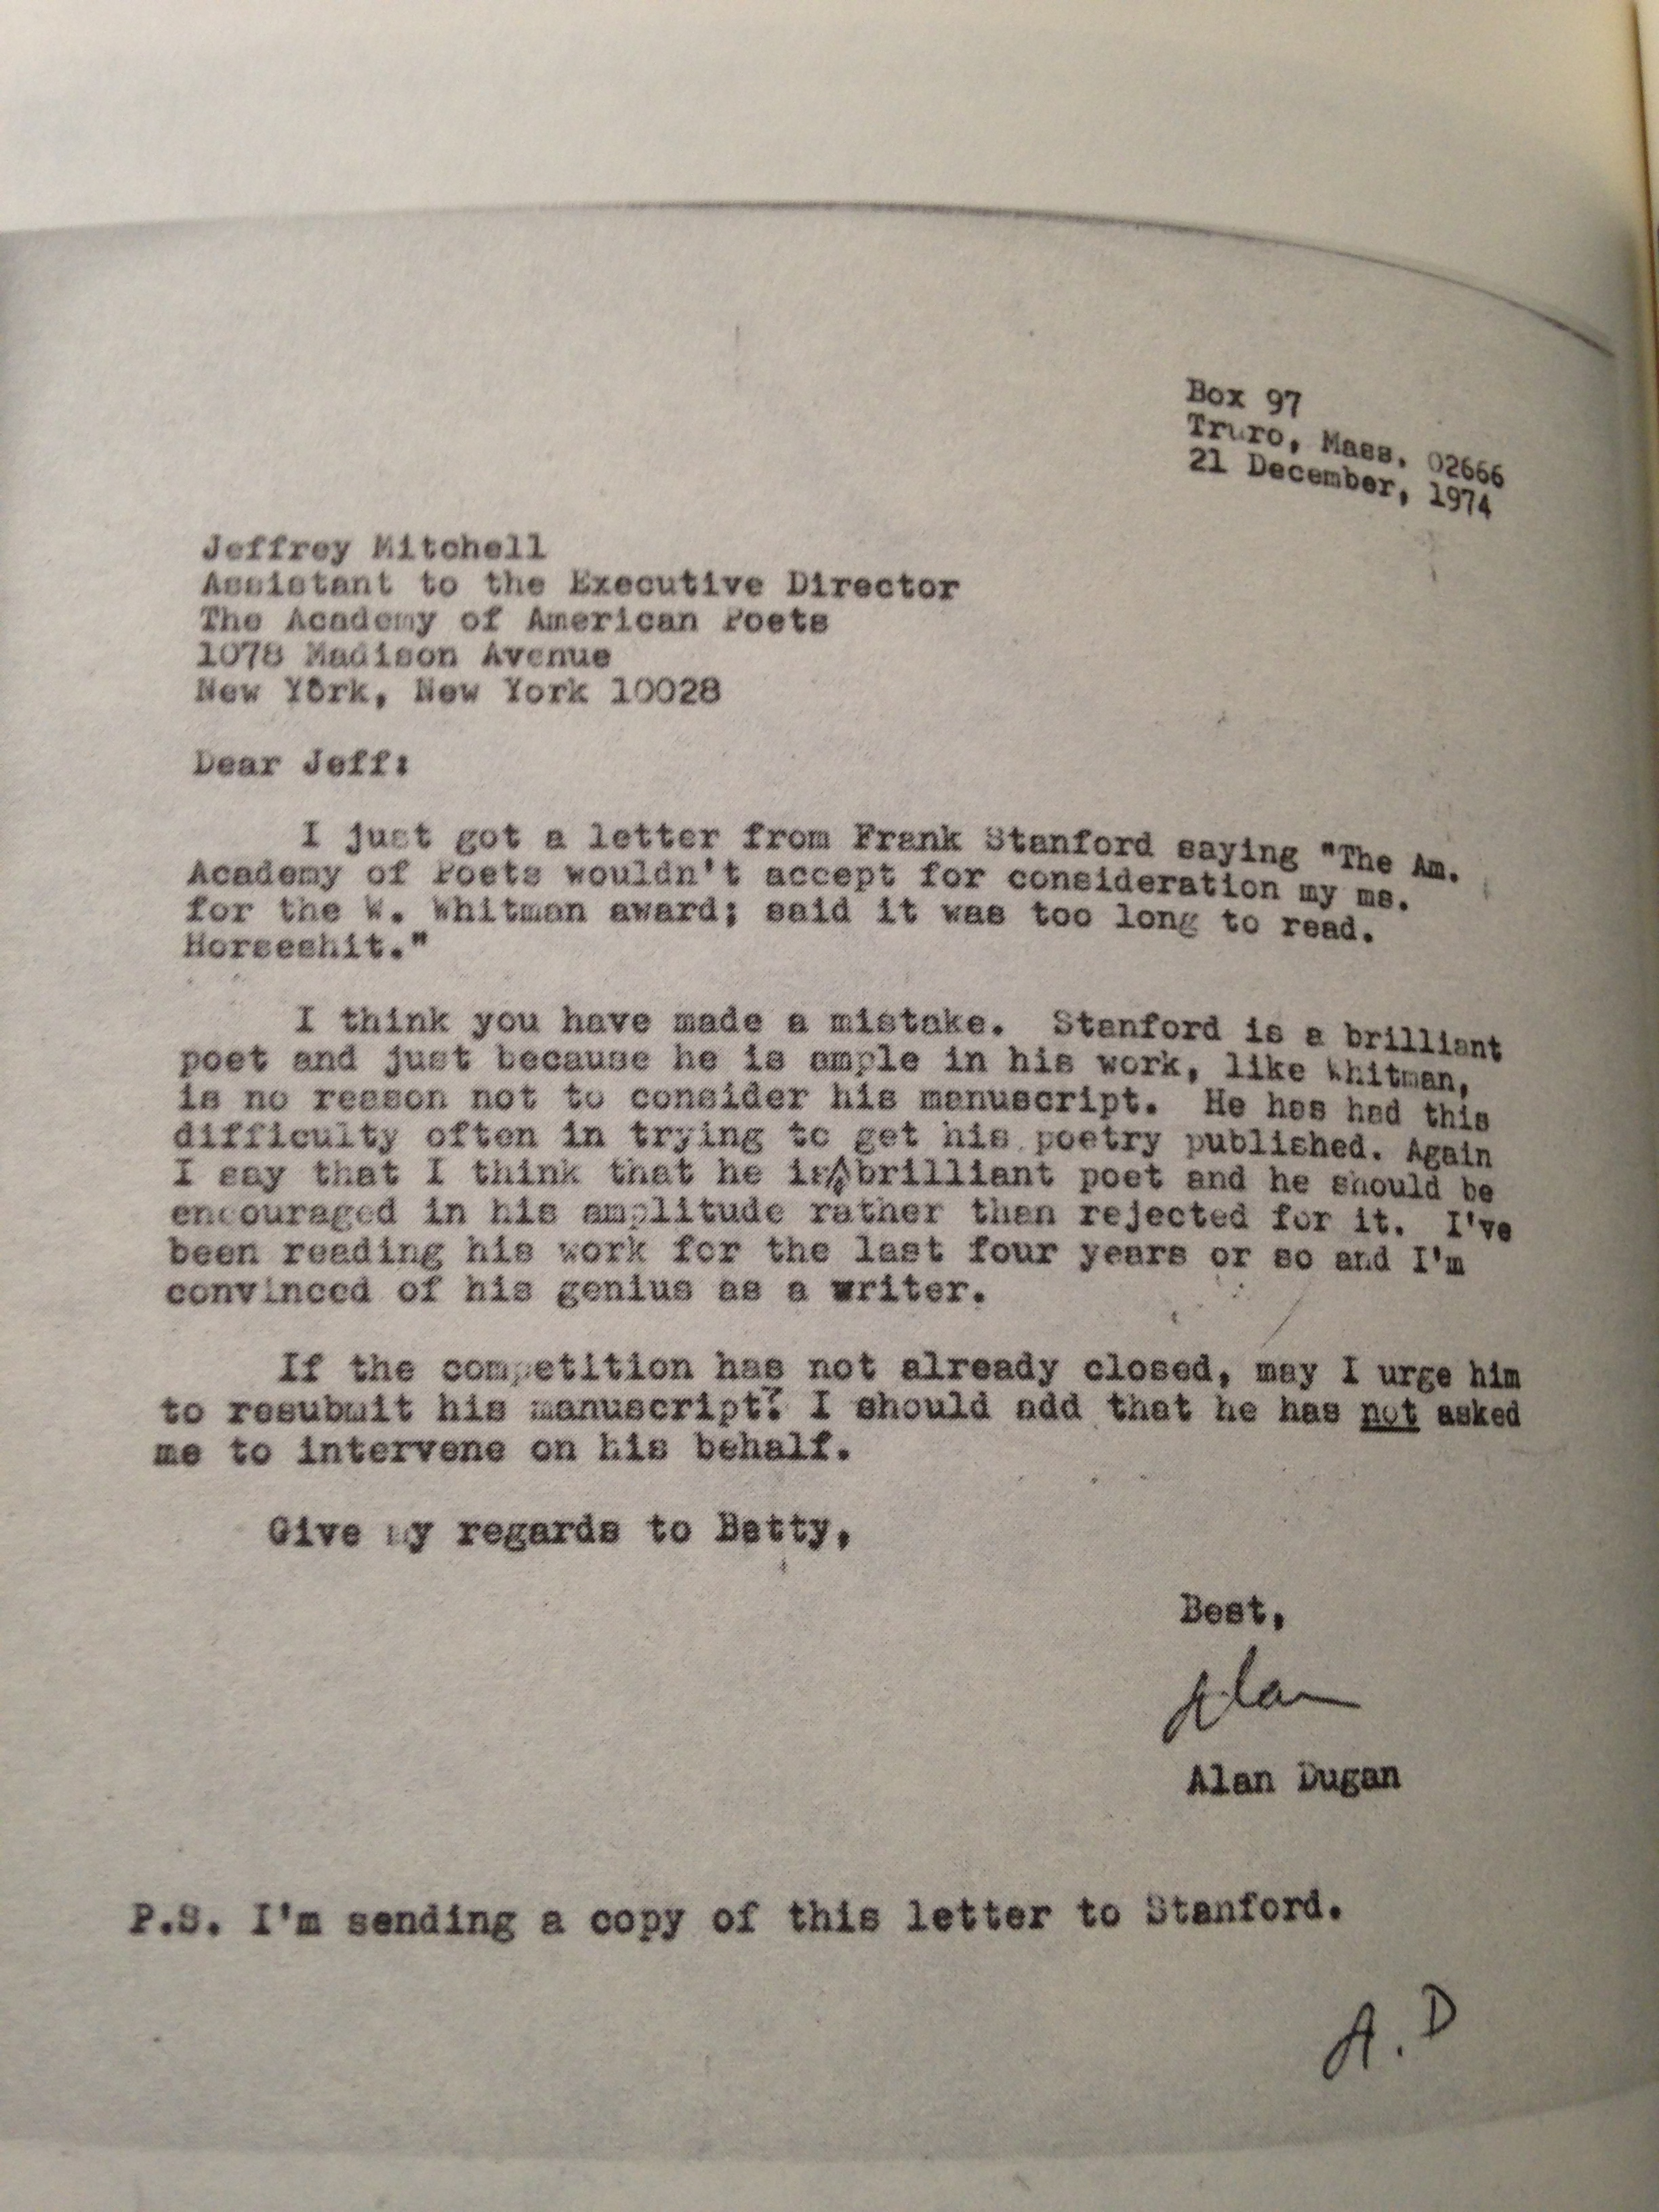 Box 97
Truro, Mass. 02666
21 December, 1974
Jeffrey Mitchell
Assistant to the Executive Director
The Academy of American Poets
1078 Madison Avenue
New York, New York 10028
Dear Jeff:
I just got a letter from Frank Stanford saying "The Am.
Academy of Poets wouldn't accept for consideration my ms.
for the W. Whitman award; said it was too long to read.
Horseshit."
I think you have made a mistake. Stanford is a brilliant
poet and just because he is ample in his work, like Whitman,
is no reason not to consider his manuscript. He has had this
difficulty often in trying to get his poetry published. Again
I say that I think that he is a brilliant poet and he should be
encouraged in his amplitude rather than rejected for it. I've
been reading his work for the last four years or so and I'm
convinced of his genius as a writer.
If the competition has not already closed, may I urge him
to resubmit his manuscript? I should add that he has not asked
me to intervene on his behalf.
Give my regards to Betty,
Best,
Alan
Alan Dugan
P.S. I'm sending a copy of this letter to Stanford.
A.D